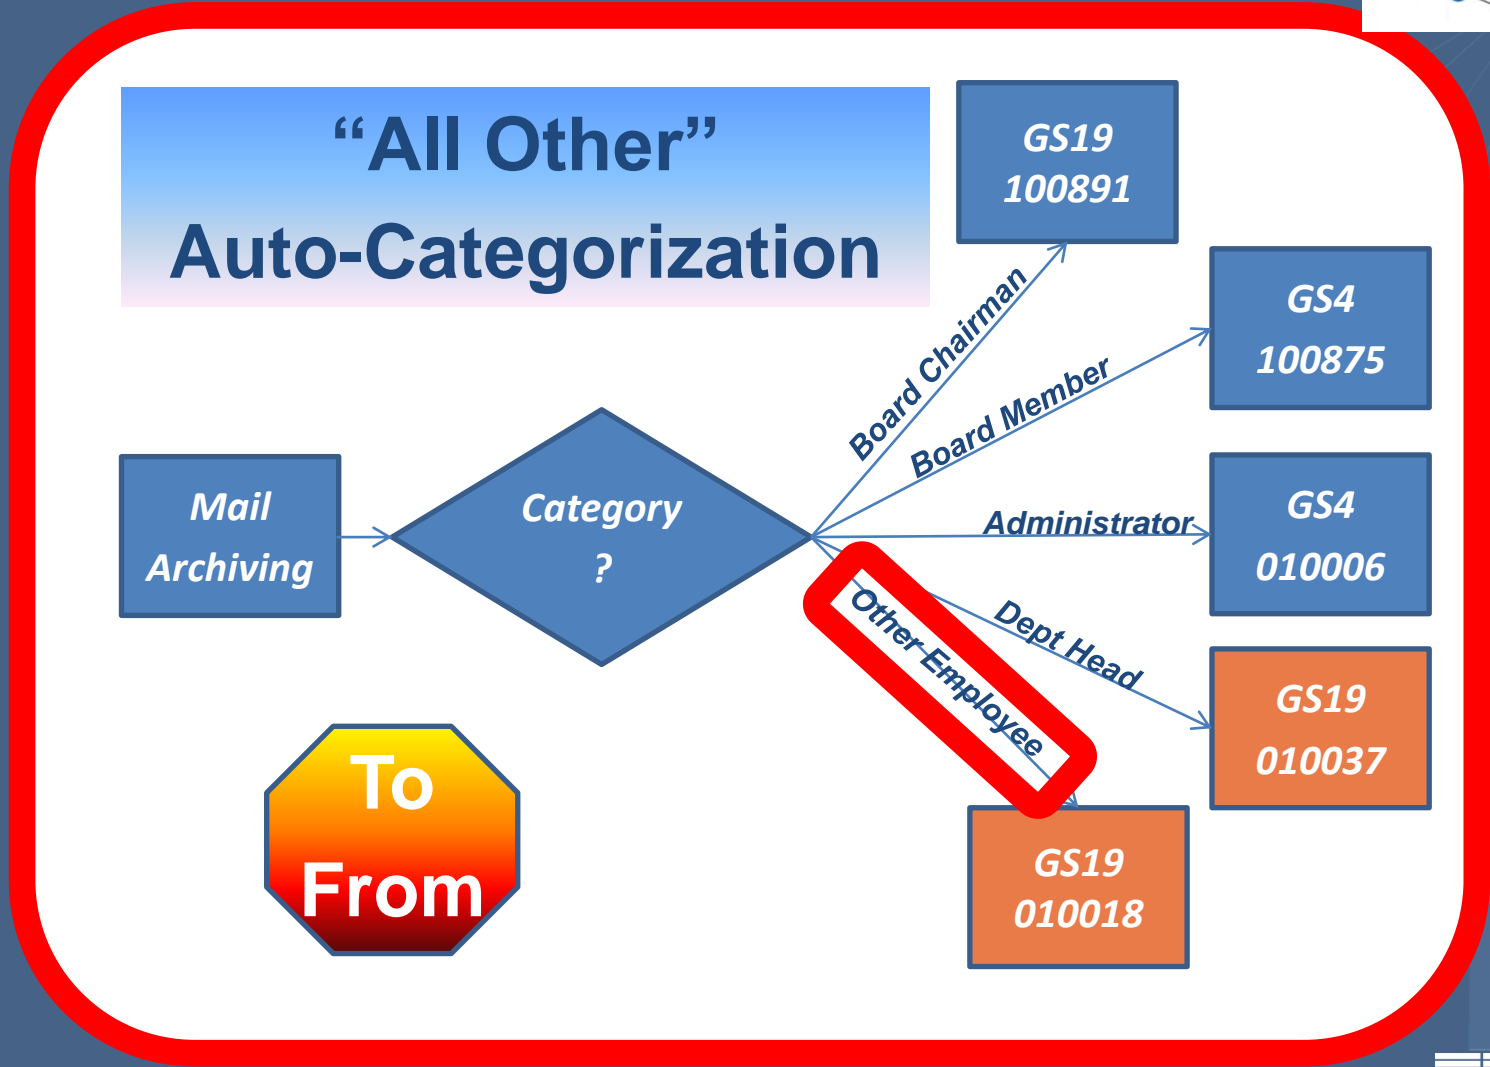 “All Other”
Auto-Categorization
GS19
100891
Board Chairman
GS4
100875
Board Member
Mail
Archiving
Category
?
Administrator
GS4
010006
Dept Head
GS19
010037
Other Employee
GS19
010018
To
From